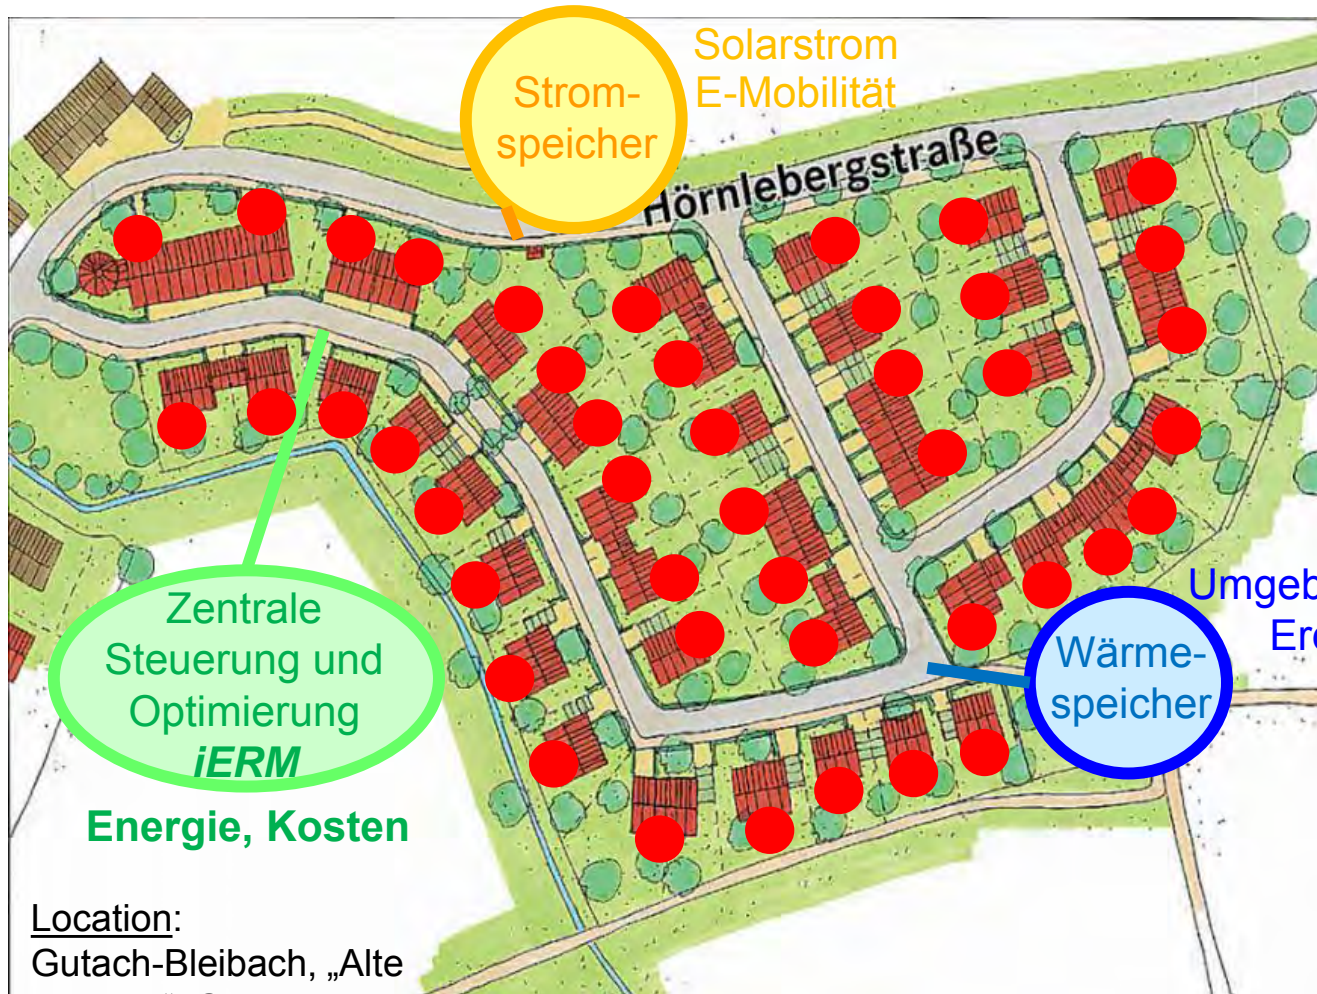 Solarstrom
E-Mobilität
Strom-
speicher
Hörnlebergstraße
Zentrale
Steuerung und
Optimierung
iERM
Energie, Kosten
Wärme-
speicher
Location:
Gutach-Bleibach, „Alte